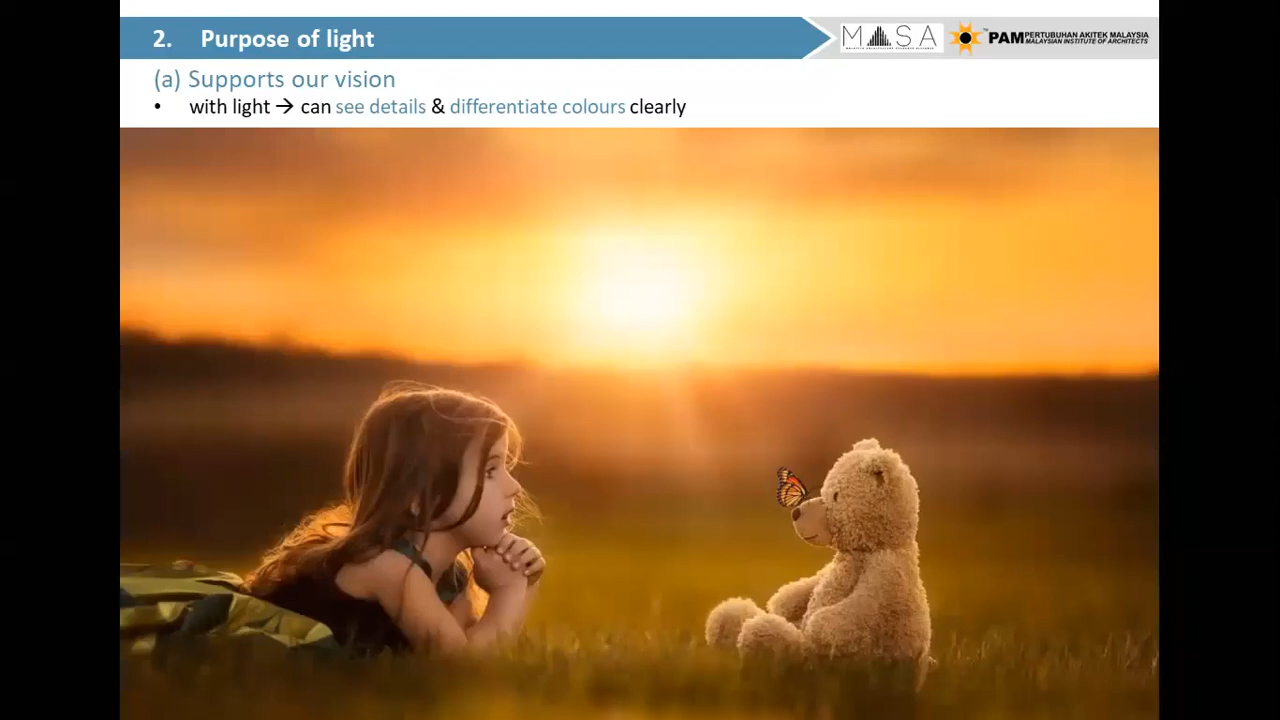 2. Purpose of light
MASA
PAM PERTUBUHAN AKITEK MALAYSIA
MALAYSIAN INSTITUTE OF ARCHITECTS
(a) Supports our vision
• with light → can see details & differentiate colours clearly